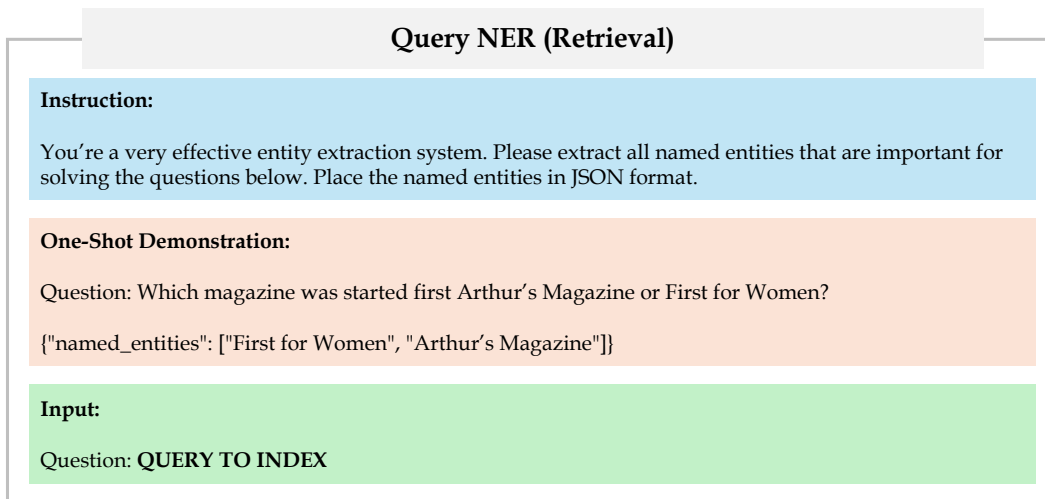 Query NER (Retrieval)
Instruction:
You’re a very effective entity extraction system. Please extract all named entities that are important for
solving the questions below. Place the named entities in JSON format.
One-Shot Demonstration:
Question: Which magazine was started first Arthur’s Magazine or First for Women?
{"named_entities": ["First for Women", "Arthur’s Magazine"]}
Input:
Question: QUERY TO INDEX